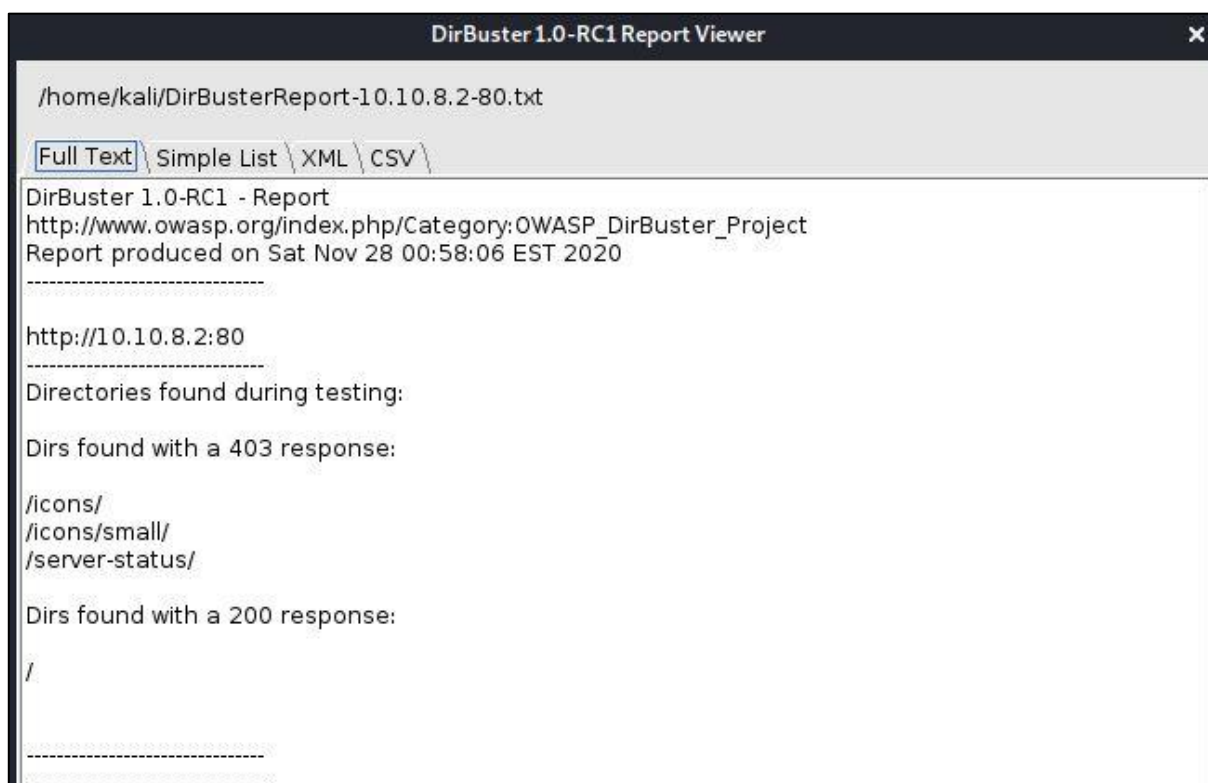 DirBuster 1.0-RC1 Report Viewer
/home/kali/DirBusterReport-10.10.8.2-80.txt
Full Text Simple List XML CSV
DirBuster 1.0-RC1 - Report
http://www.owasp.org/index.php/Category:OWASP_DirBuster_Project
Report produced on Sat Nov 28 00:58:06 EST 2020
--------------------------------
http://10.10.8.2:80
--------------------------------
Directories found during testing:
Dirs found with a 403 response:
/icons/
/icons/small/
/server-status/
Dirs found with a 200 response:
/
--------------------------------
--------------------------------